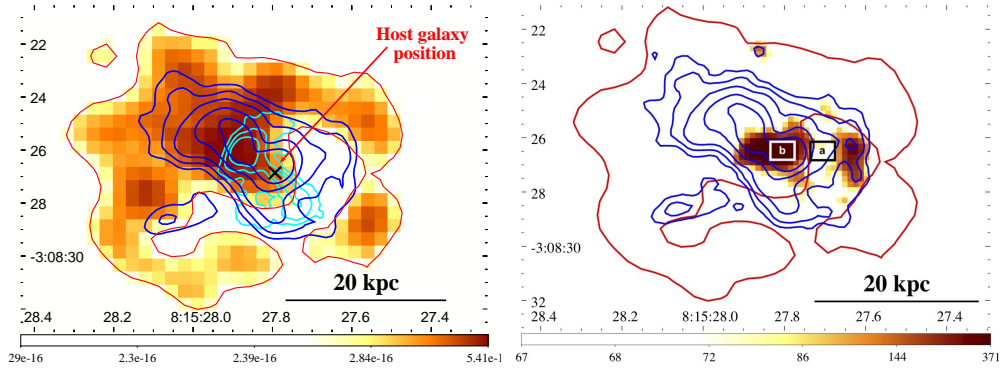 Host galaxy
position
22
24
26
28
-3:08:30
20 kpc
28.4
28.2
8:15:28.0
27.8
27.6
27.4
29e-16
2.3e-16
2.39e-16
2.84e-16
5.41e-1
22
24
26
28
-3:08:30
32
b
a
20 kpc
28.4
28.2
8:15:28.0
27.8
27.6
27.4
67
68
72
86
144
371